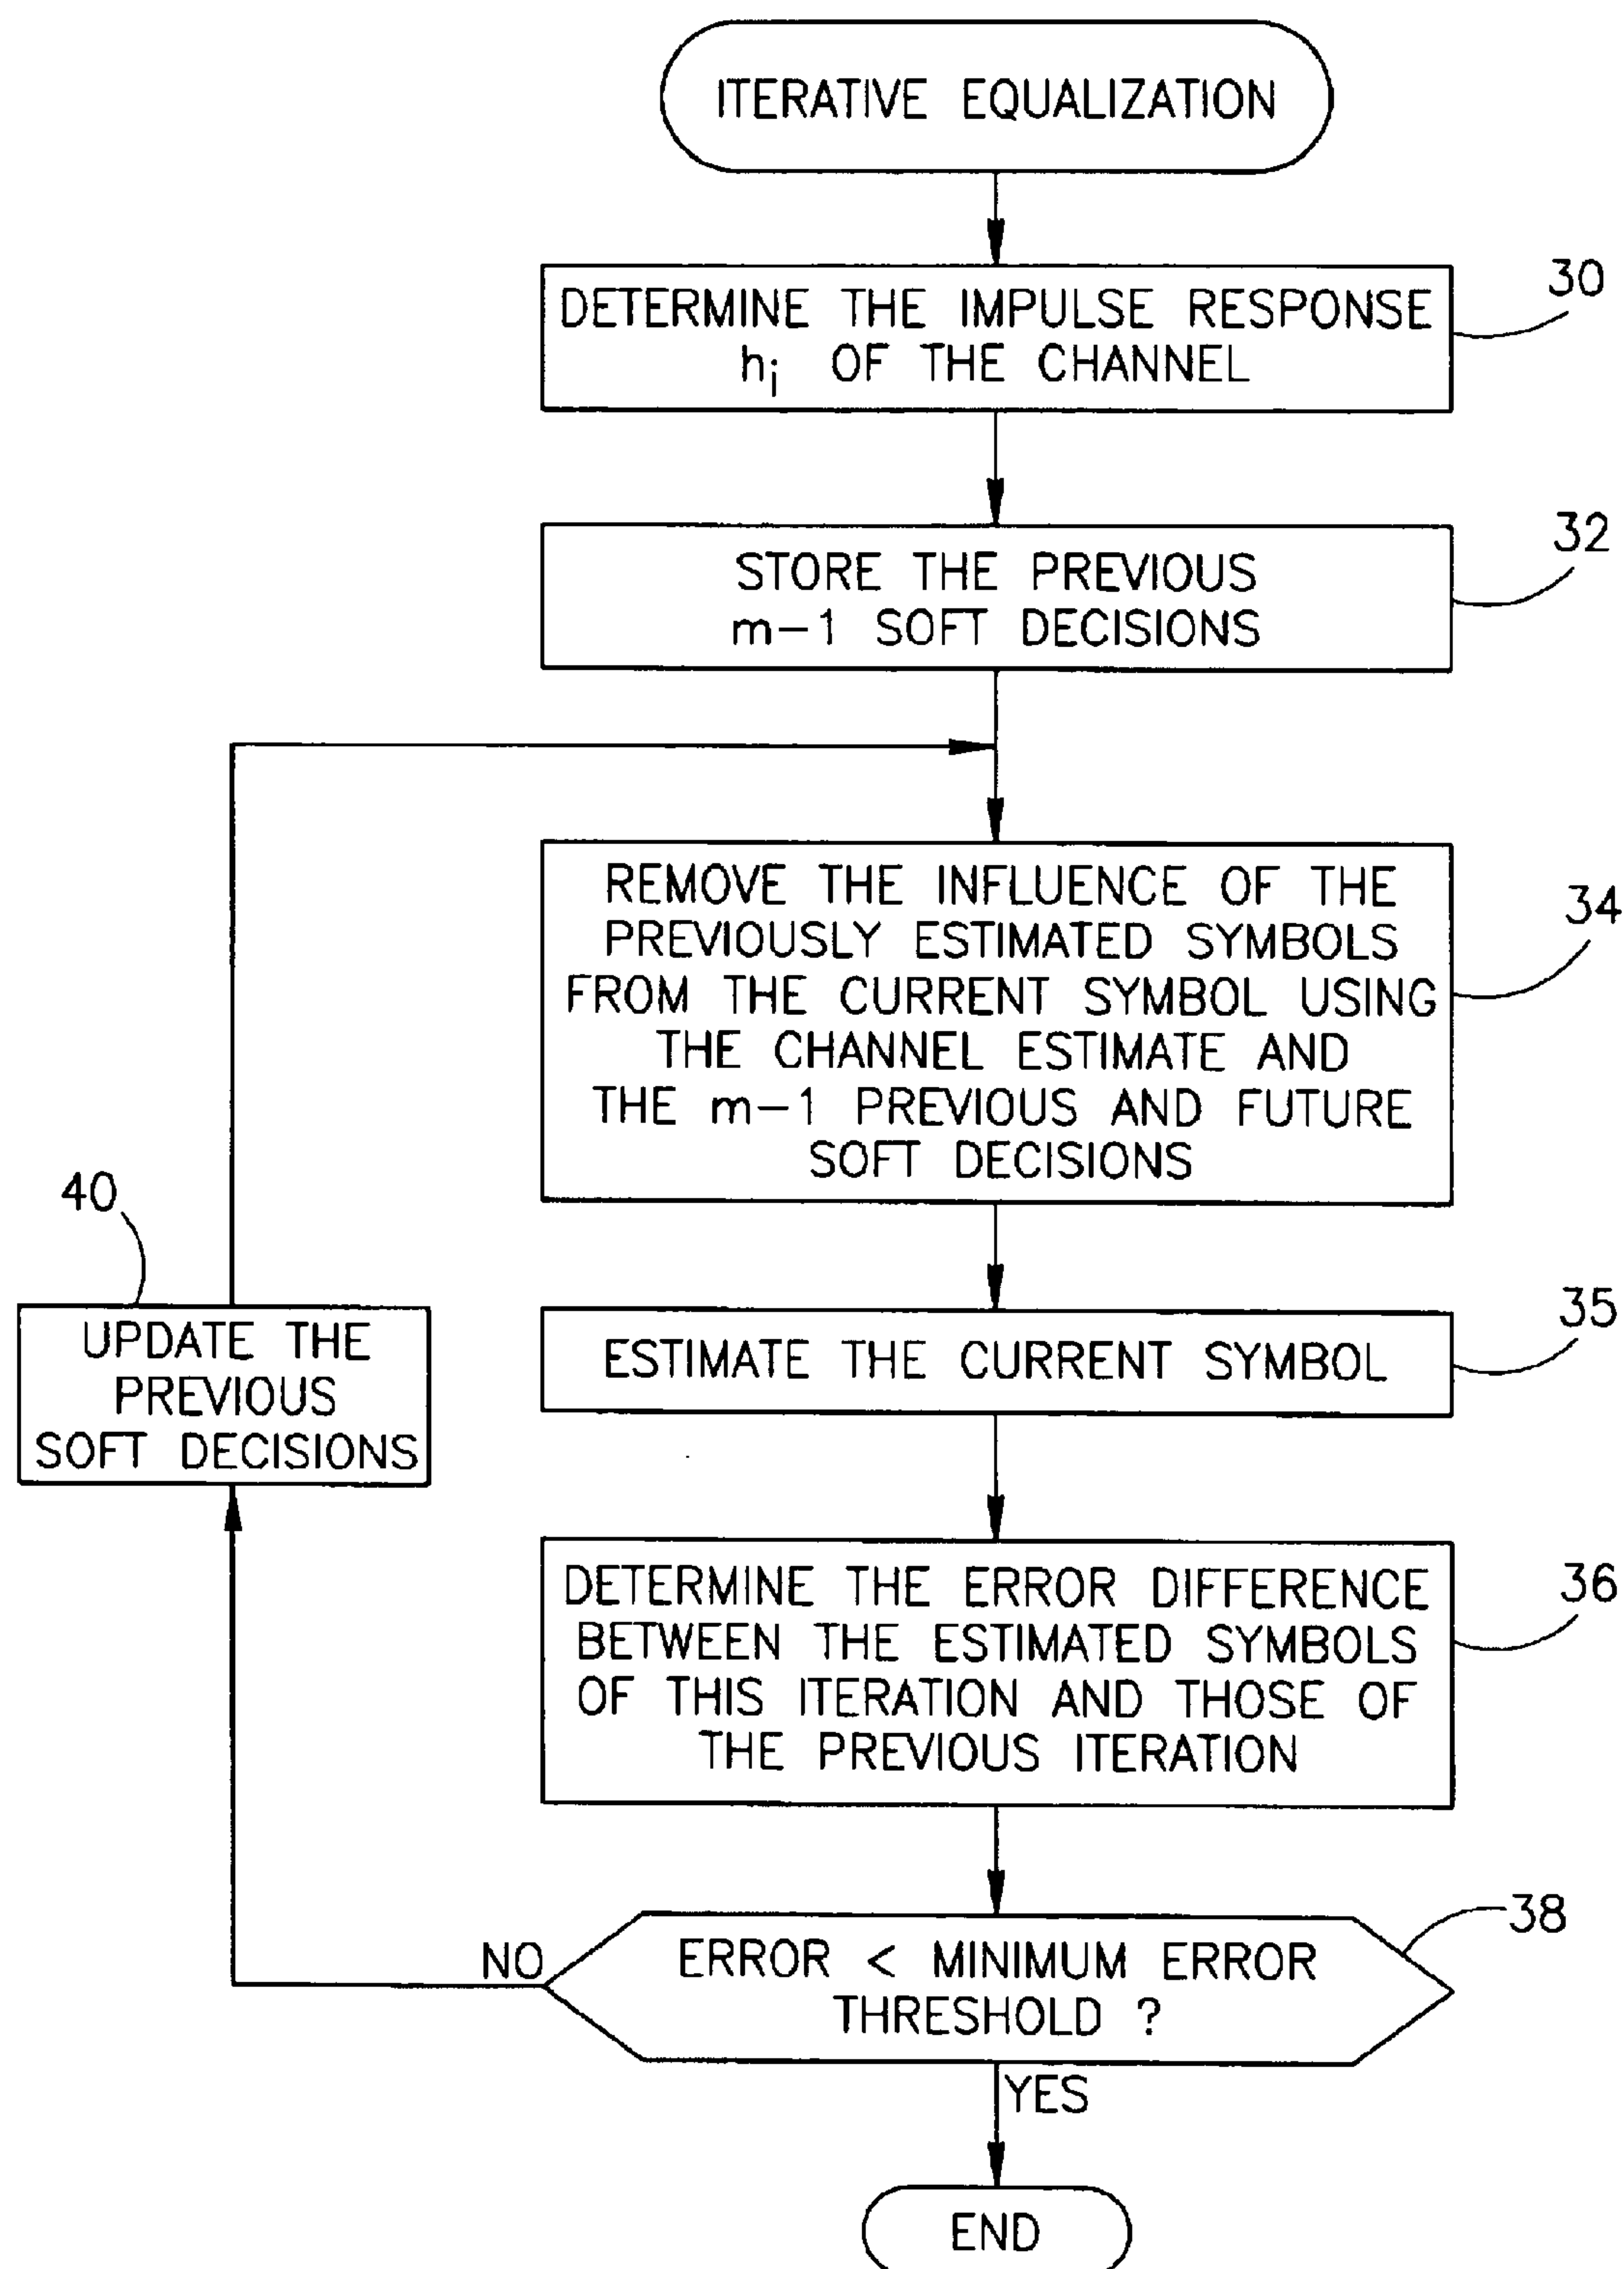 ITERATIVE EQUALIZATION
30
DETERMINE THE IMPULSE RESPONSE
hi OF THE CHANNEL
32
STORE THE PREVIOUS
m-1 SOFT DECISIONS
34
REMOVE THE INFLUENCE OF THE
PREVIOUSLY ESTIMATED SYMBOLS
FROM THE CURRENT SYMBOL USING
THE CHANNEL ESTIMATE AND
THE m-1 PREVIOUS AND FUTURE
SOFT DECISIONS
35
ESTIMATE THE CURRENT SYMBOL
36
DETERMINE THE ERROR DIFFERENCE
BETWEEN THE ESTIMATED SYMBOLS
OF THIS ITERATION AND THOSE OF
THE PREVIOUS ITERATION
38
ERROR < MINIMUM ERROR
THRESHOLD ?
NO
40
UPDATE THE
PREVIOUS
SOFT DECISIONS
YES
END